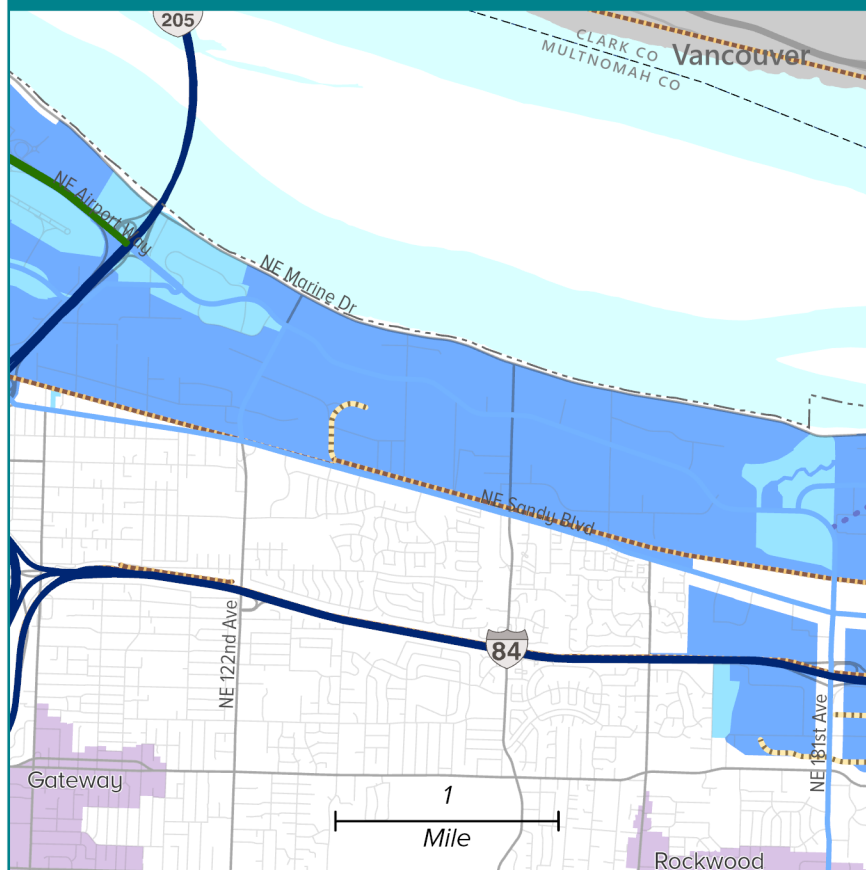 205
CLARK CO
MULTNOMAH CO
Vancouver
NE Airport Way
NE Marine Dr
NE Sandy Blvd
NE 122nd Ave
84
NE 181st Ave
Gateway
1
Mile
Rockwood